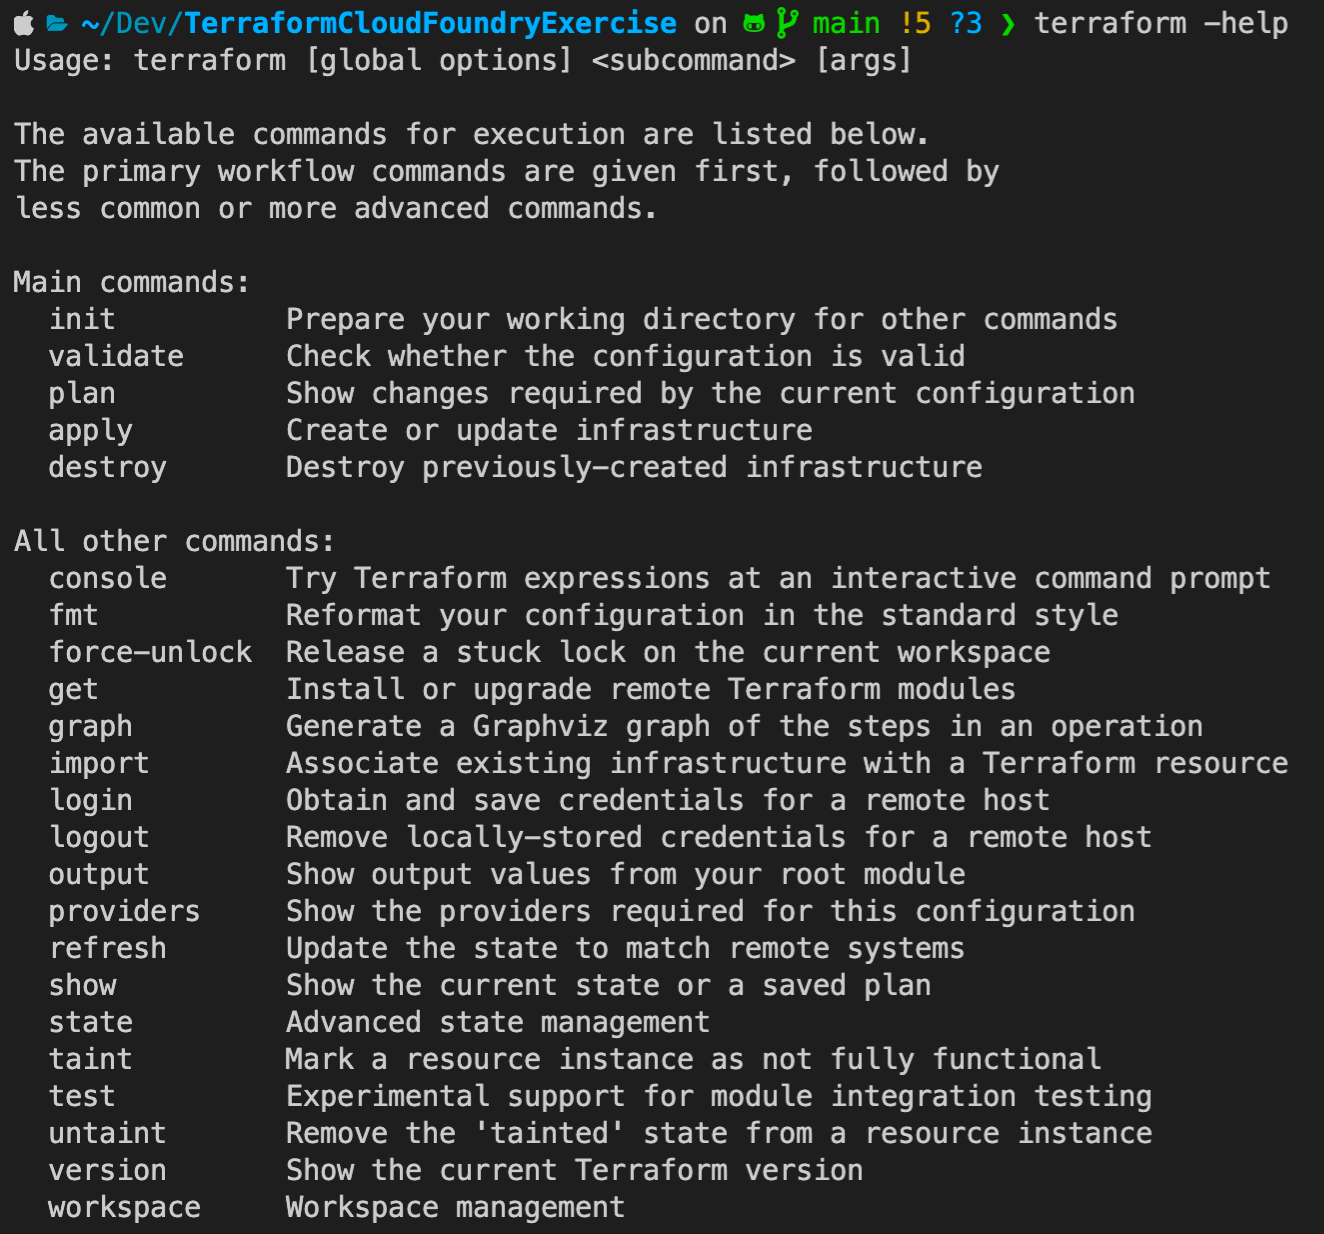 ~/Dev/TerraformCloudFoundryExercise on main !5 ?3 ❯ terraform -help
Usage: terraform [global options] <subcommand> [args]

The available commands for execution are listed below.
The primary workflow commands are given first, followed by
less common or more advanced commands.

Main commands:
  init          Prepare your working directory for other commands
  validate      Check whether the configuration is valid
  plan          Show changes required by the current configuration
  apply         Create or update infrastructure
  destroy       Destroy previously-created infrastructure

All other commands:
  console       Try Terraform expressions at an interactive command prompt
  fmt           Reformat your configuration in the standard style
  force-unlock  Release a stuck lock on the current workspace
  get           Install or upgrade remote Terraform modules
  graph         Generate a Graphviz graph of the steps in an operation
  import        Associate existing infrastructure with a Terraform resource
  login         Obtain and save credentials for a remote host
  logout        Remove locally-stored credentials for a remote host
  output        Show output values from your root module
  providers     Show the providers required for this configuration
  refresh       Update the state to match remote systems
  show          Show the current state or a saved plan
  state         Advanced state management
  taint         Mark a resource instance as not fully functional
  test          Experimental support for module integration testing
  untaint       Remove the 'tainted' state from a resource instance
  version       Show the current Terraform version
  workspace     Workspace management